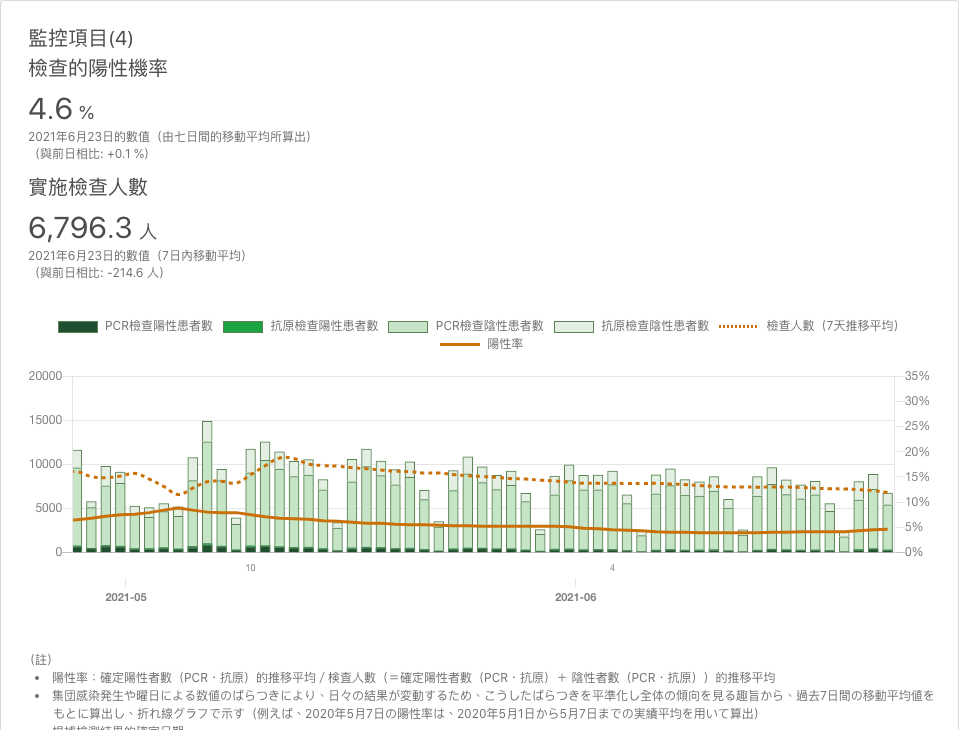 監控項目(4)
檢查的陽性機率
4.6 %
2021年6月23日的數值（由七日間的移動平均所算出）
（與前日相比: +0.1 %）
實施檢查人數
6,796.3 人
2021年6月23日的數值（7日內移動平均）
（與前日相比: -214.6 人）
PCR檢查陽性患者數 抗原檢查陽性患者數 PCR檢查陰性患者數 抗原檢查陰性患者數 檢查人數（7天推移平均）
陽性率
20000 35%
30%
15000 25%
20%
10000 15%
10%
5000 5%
0 0%
10 4
2021-05 2021-06
（註）
• 陽性率：確定陽性者數（PCR・抗原）的推移平均 / 檢査人數（＝確定陽性者數（PCR・抗原）＋ 陰性者數（PCR・抗原））的推移平均
• 集団感染発生や曜日による数値のばらつきにより、日々の結果が変動するため、こうしたばらつきを平準化し全体の傾向を見る趣旨から、過去7日間の移動平均値を
もとに算出し、折れ線グラフで示す（例えば、2020年5月7日の陽性率は、2020年5月1日から5月7日までの実績平均を用いて算出）